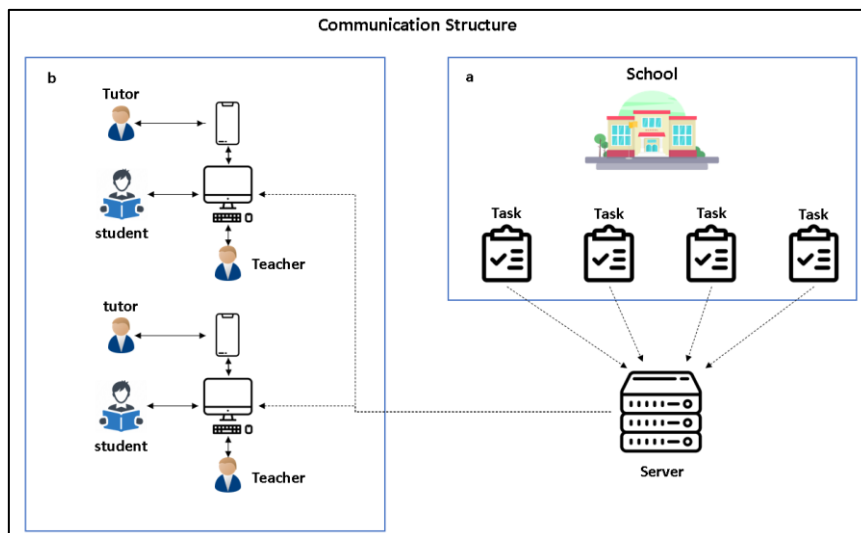 Communication Structure
b
Tutor
student
Teacher
tutor
student
Teacher
a
School
Task
Task
Task
Task
Server